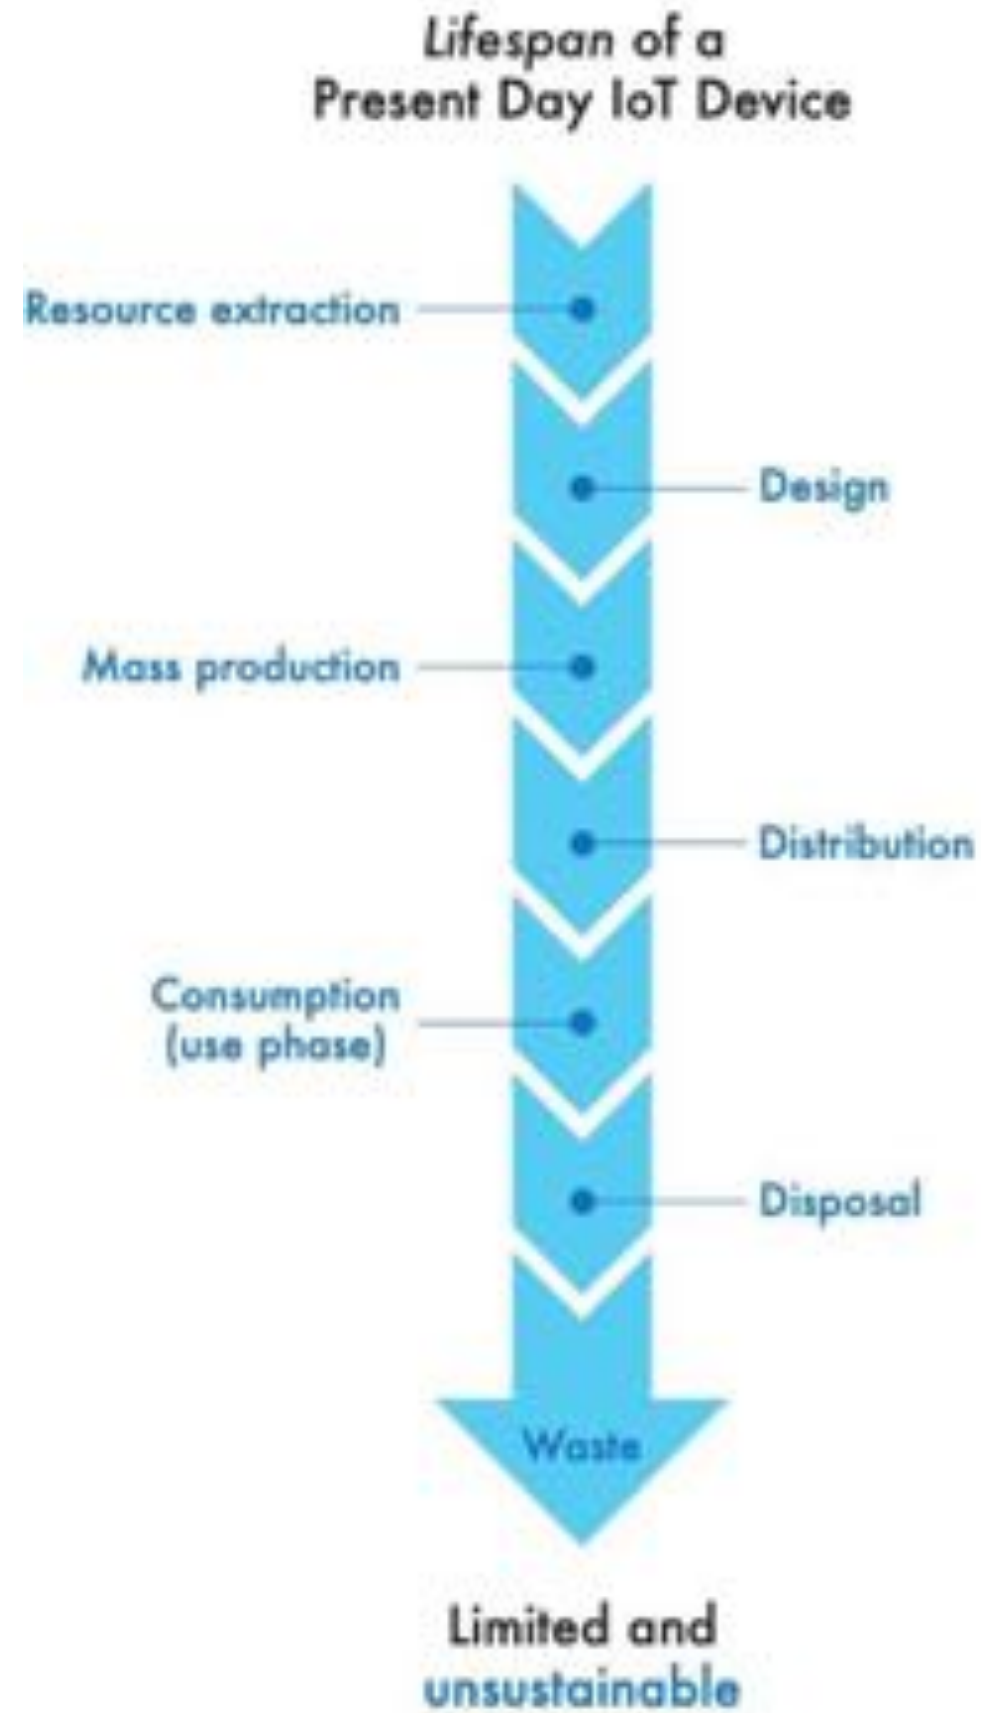 Lifespan of a
Present Day IoT Device
Resource extraction
Design
Mass production
Distribution
Consumption
(use phase)
Disposal
Waste
Limited and
unsustainable